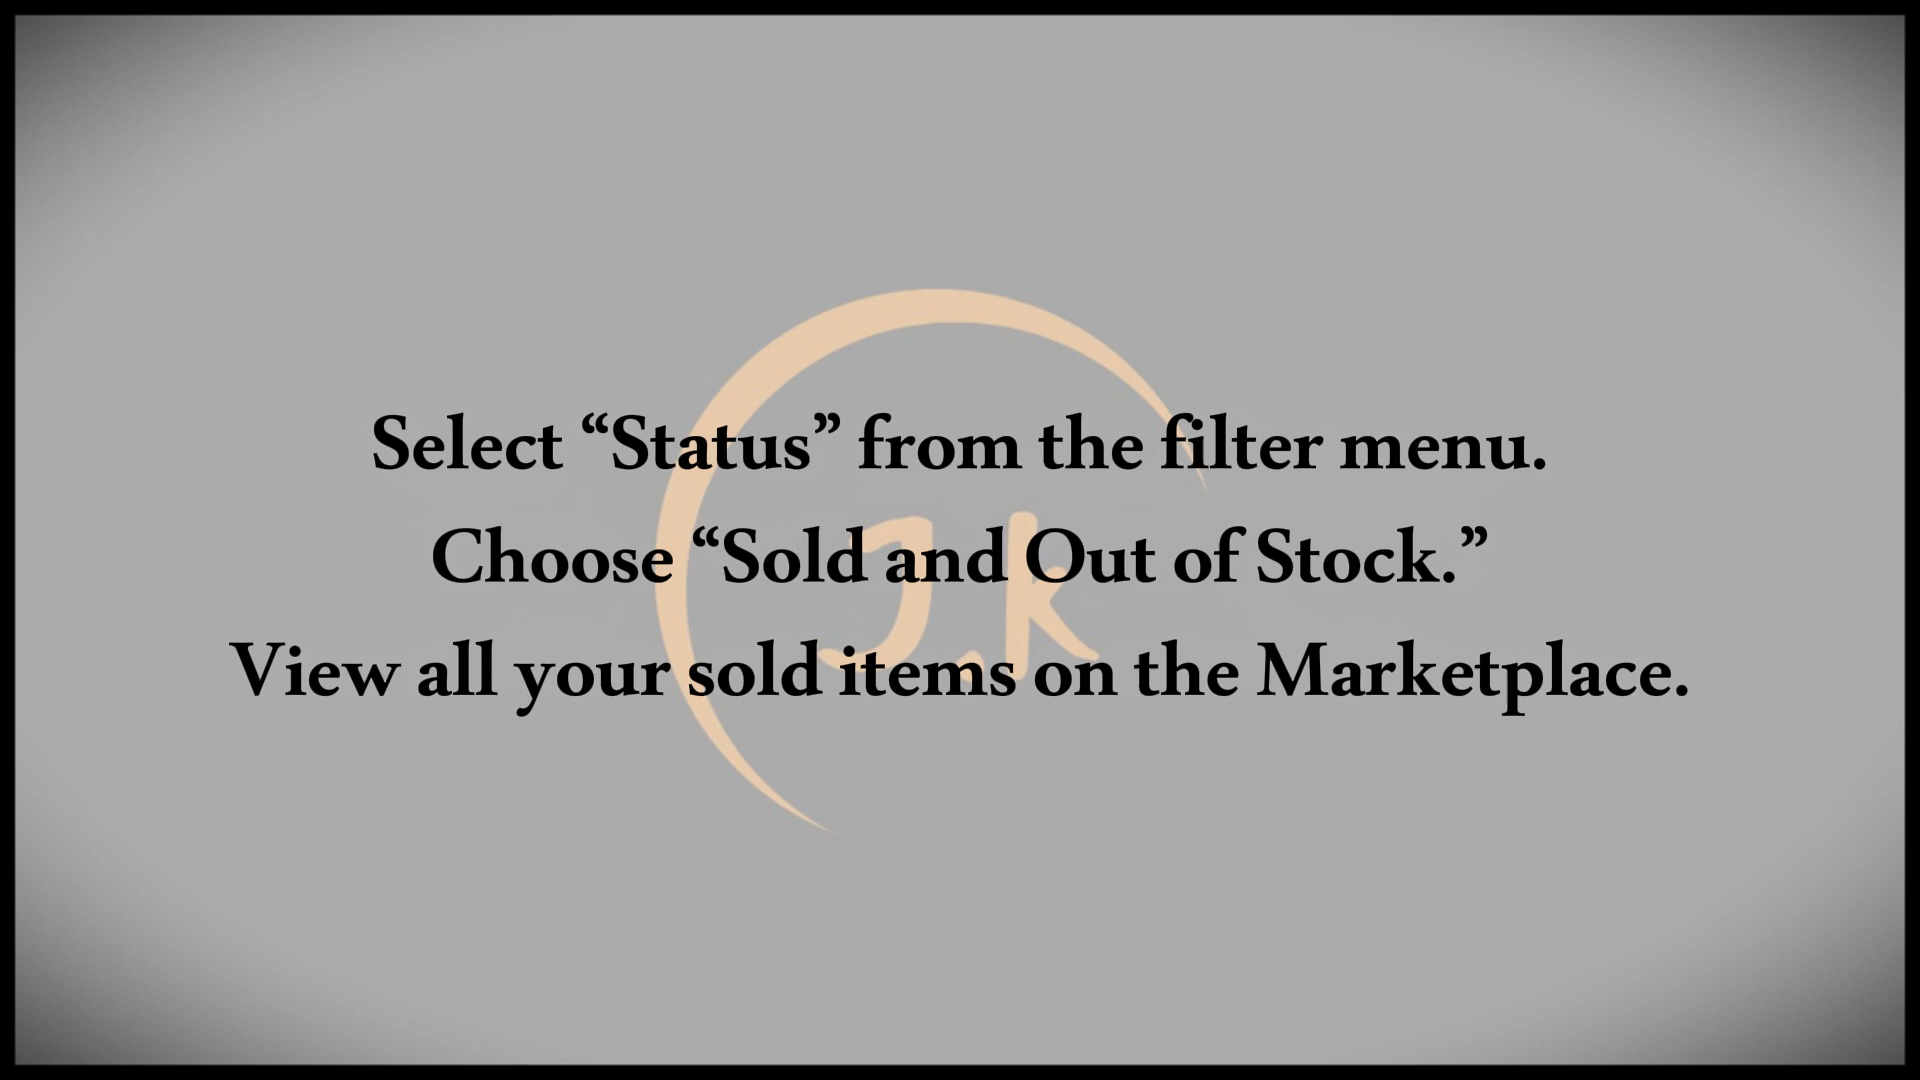 Select “Status” from the filter menu.
Choose “Sold and Out of Stock.”
J.k
View all your sold items on the Marketplace.